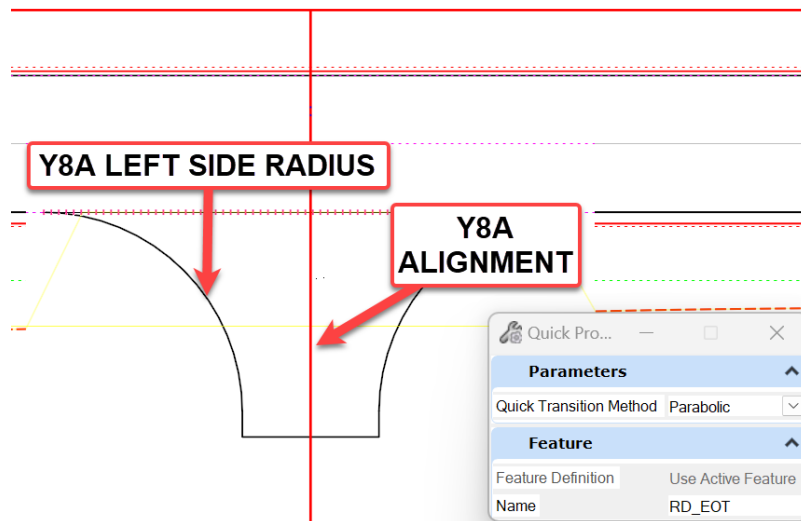 Y8A LEFT SIDE RADIUS
Y8A
ALIGNMENT
Quick Pro...
Parameters
Quick Transition Method Parabolic
Feature
Feature Definition Use Active Feature
Name RD_EOT